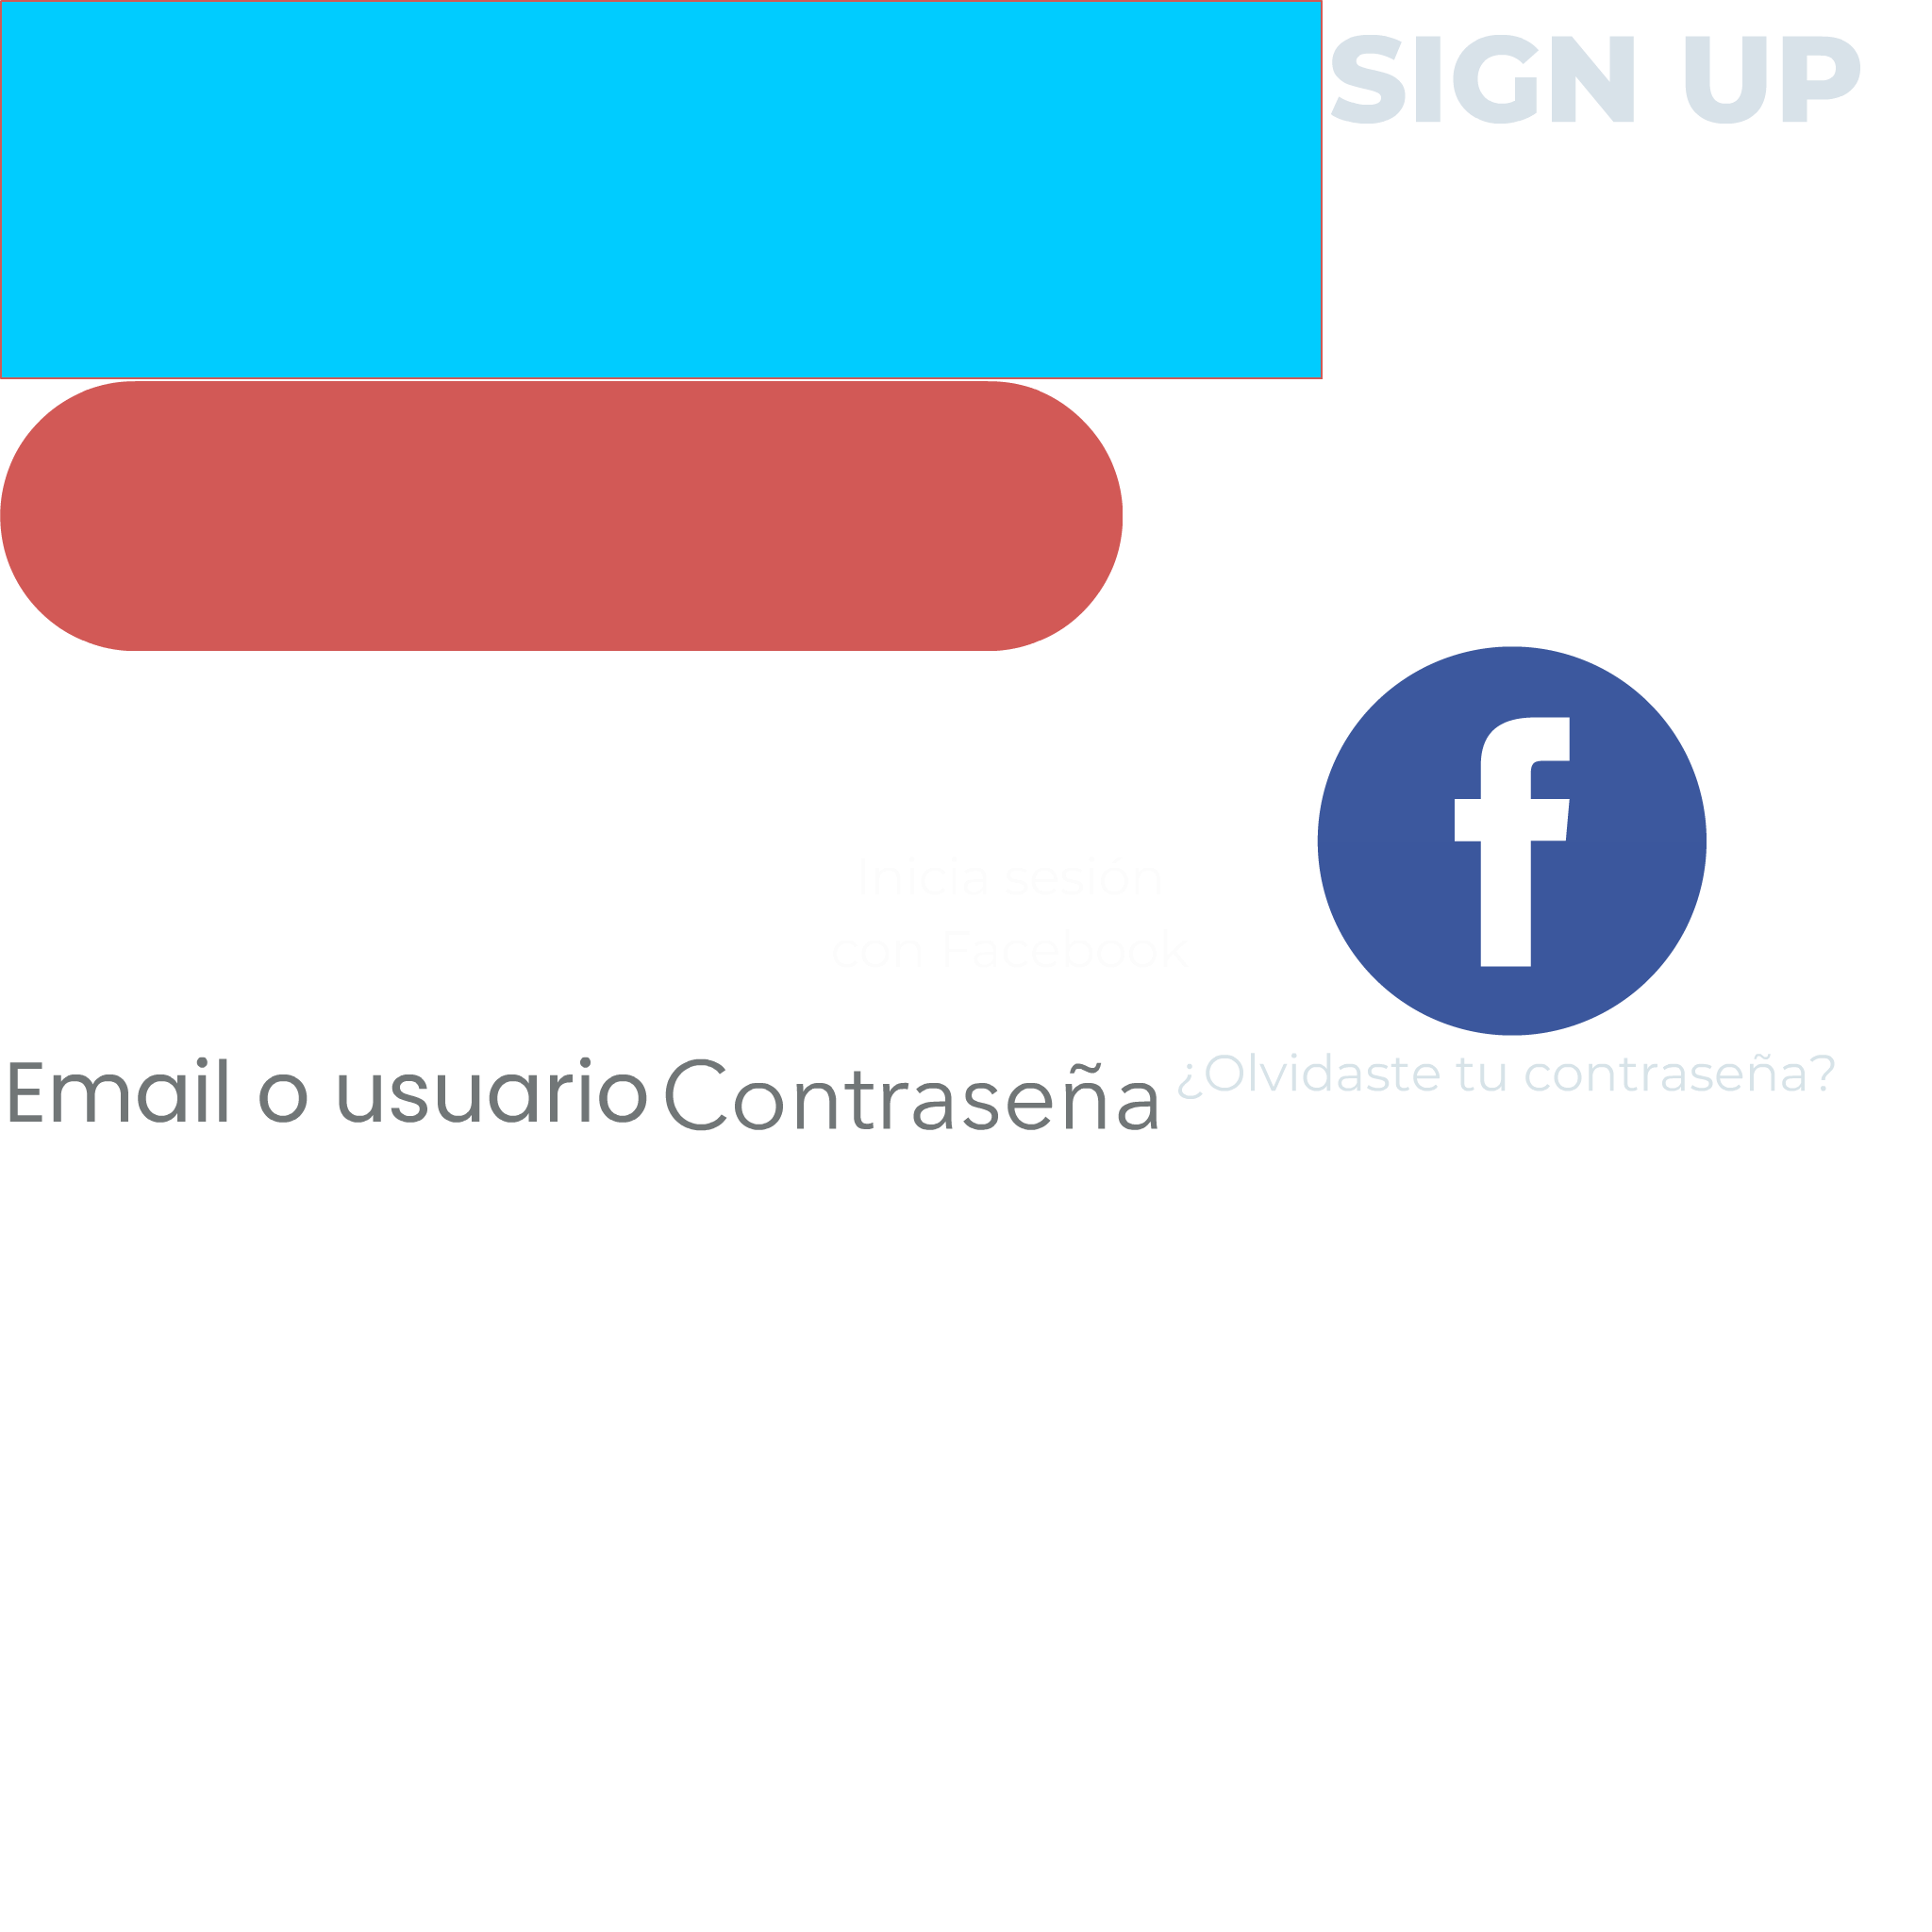 SIGN UP
f
Inicia sesión
con Facebook
Email o usuario
Contraseña
¿Olvidaste tu contraseña?